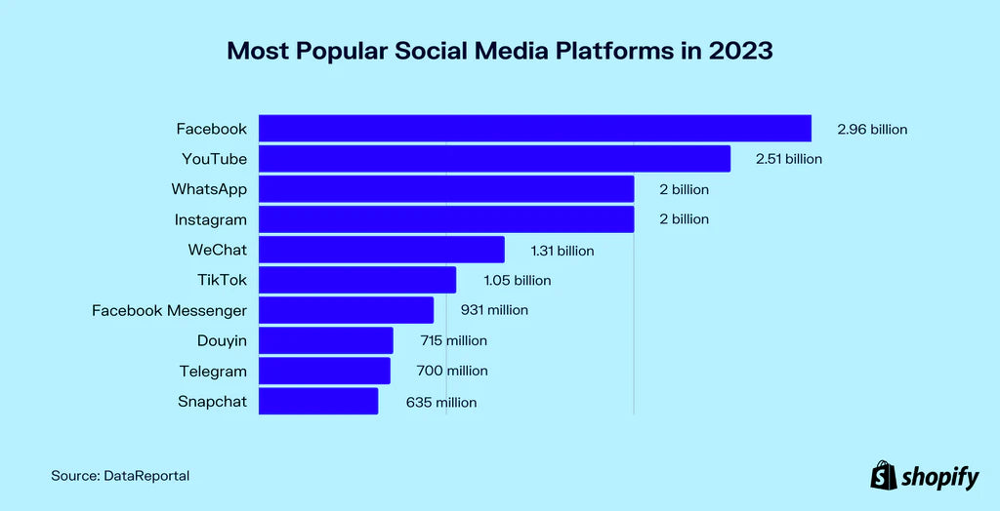 Most Popular Social Media Platforms in 2023
Facebook 2.96 billion
YouTube 2.51 billion
WhatsApp 2 billion
Instagram 2 billion
WeChat 1.31 billion
TikTok 1.05 billion
Facebook Messenger 931 million
Douyin 715 million
Telegram 700 million
Snapchat 635 million
Source: DataReportal
shopify